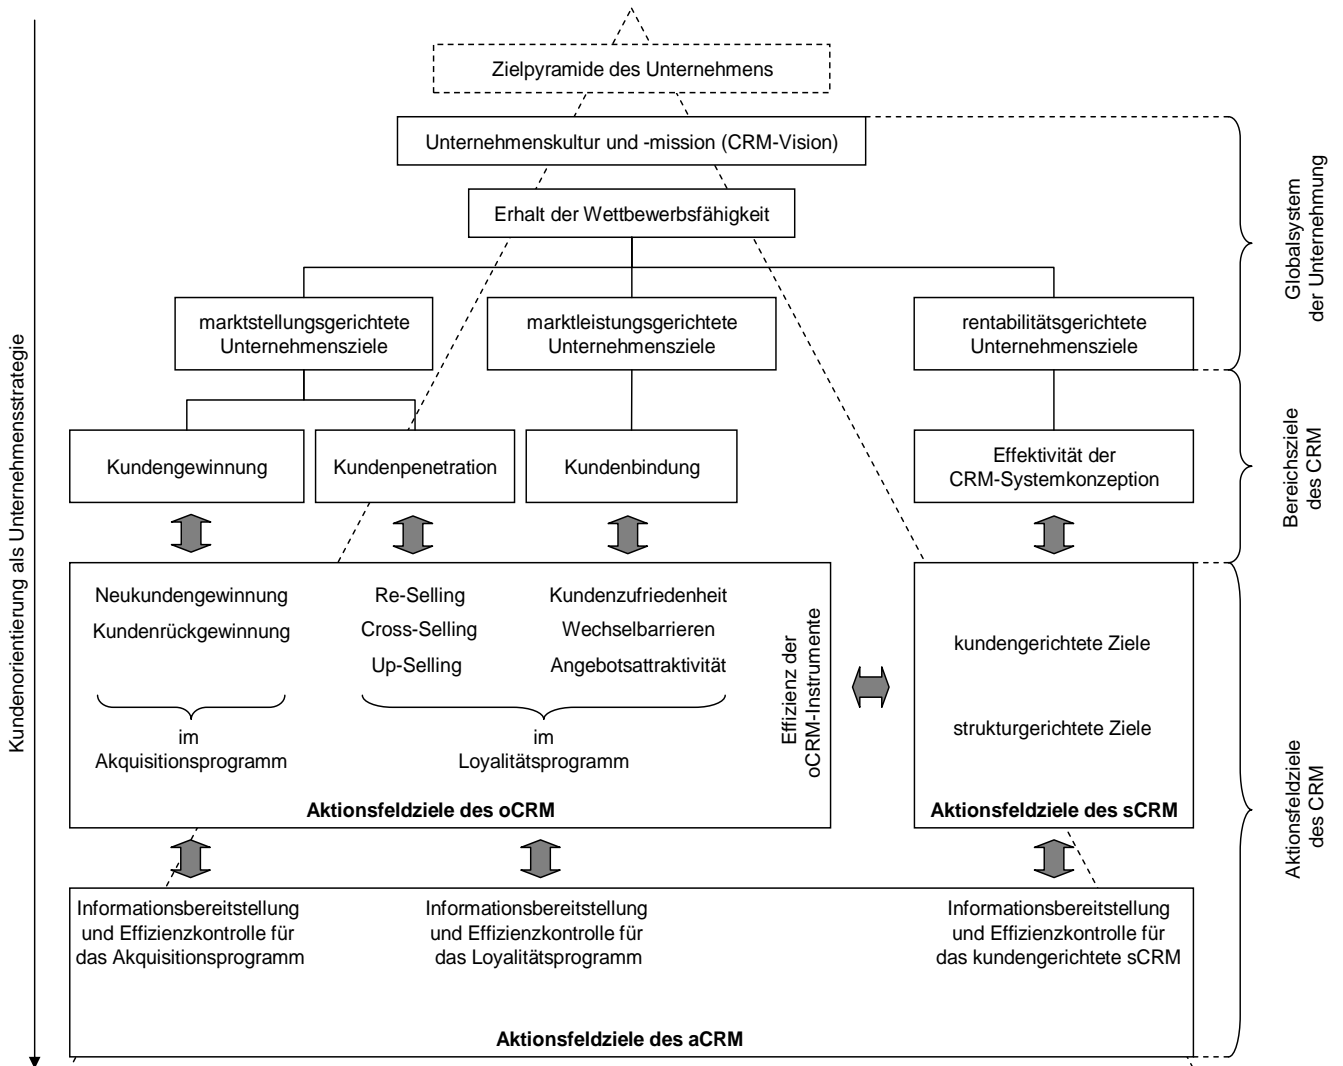 Zielpyramide des Unternehmens
Unternehmenskultur und -mission (CRM-Vision)
Erhalt der Wettbewerbsfähigkeit
marktstellungsgerichtete
Unternehmensziele
marktleistungsgerichtete
Unternehmensziele
rentabilitätsgerichtete
Unternehmensziele
Kundengewinnung
Kundenpenetration
Kundenbindung
Effektivität der
CRM-Systemkonzeption
Neukundengewinnung
Kundenrückgewinnung
im
Akquisitionsprogramm
Re-Selling
Cross-Selling
Up-Selling
Kundenzufriedenheit
Wechselbarrieren
Angebotsattraktivität
im
Loyalitätsprogramm
Effizienz der
oCRM-Instrumente
Aktionsfeldziele des oCRM
kundengerichtete Ziele
strukturgerichtete Ziele
Aktionsfeldziele des sCRM
Informationsbereitstellung
und Effizienzkontrolle für
das Akquisitionsprogramm
Informationsbereitstellung
und Effizienzkontrolle für
das Loyalitätsprogramm
Informationsbereitstellung
und Effizienzkontrolle für
das kundengerichtete sCRM
Aktionsfeldziele des aCRM
Kundenorientierung als Unternehmensstrategie
Globalsystem
der Unternehmung
Bereichsziele
des CRM
Aktionsfeldziele
des CRM